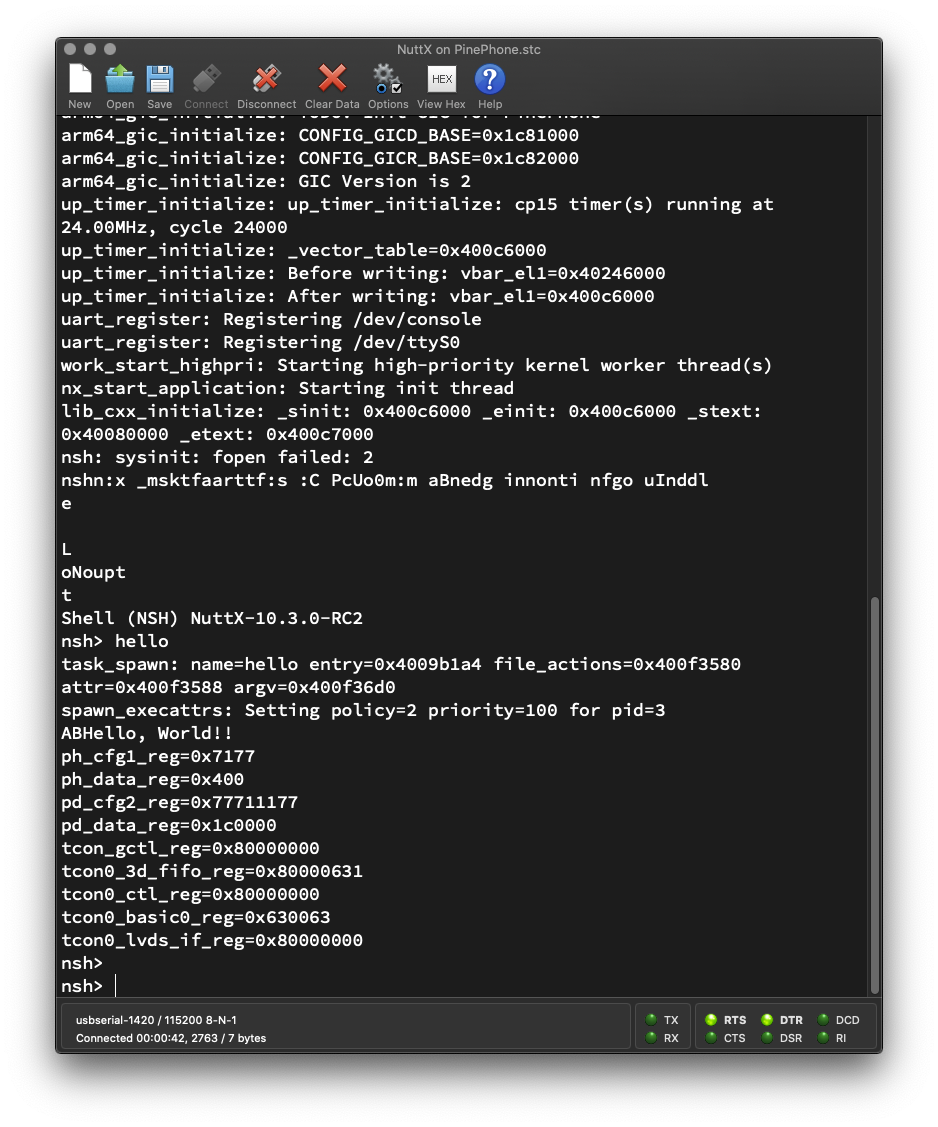 NuttX on PinePhone.stc
New Open Save Connect Disconnect Clear Data Options HEX View Hex ? Help
arm64_gic_initialize: CONFIG_GICD_BASE=0x1c81000
arm64_gic_initialize: CONFIG_GICR_BASE=0x1c82000
arm64_gic_initialize: GIC Version is 2
up_timer_initialize: up_timer_initialize: cp15 timer(s) running at
24.00MHz, cycle 24000
up_timer_initialize: _vector_table=0x400c6000
up_timer_initialize: Before writing: vbar_el1=0x40246000
up_timer_initialize: After writing: vbar_el1=0x400c6000
uart_register: Registering /dev/console
uart_register: Registering /dev/ttyS0
work_start_highpri: Starting high-priority kernel worker thread(s)
nx_start_application: Starting init thread
lib_cxx_initialize: _sinit: 0x400c6000 _einit: 0x400c6000 _stext:
0x40080000 _etext: 0x400c7000
nsh: sysinit: fopen failed: 2
nshn:x _msktfaarttf:s :C PcUo0m:m aBnedg innonti nfgo uInddl
e
L
oNoupt
t
Shell (NSH) NuttX-10.3.0-RC2
nsh> hello
task_spawn: name=hello entry=0x4009b1a4 file_actions=0x400f3580
attr=0x400f3588 argv=0x400f36d0
spawn_execattrs: Setting policy=2 priority=100 for pid=3
ABHello, World!!
ph_cfg1_reg=0x7177
ph_data_reg=0x400
pd_cfg2_reg=0x77711177
pd_data_reg=0x1c0000
tcon_gctl_reg=0x80000000
tcon0_3d_fifo_reg=0x80000631
tcon0_ctl_reg=0x80000000
tcon0_basic0_reg=0x630063
tcon0_lvds_if_reg=0x80000000
nsh>
nsh>
usbserial-1420 / 115200 8-N-1
Connected 00:00:42, 2763 / 7 bytes
TX RTS DTR DCD
RX CTS DSR RI